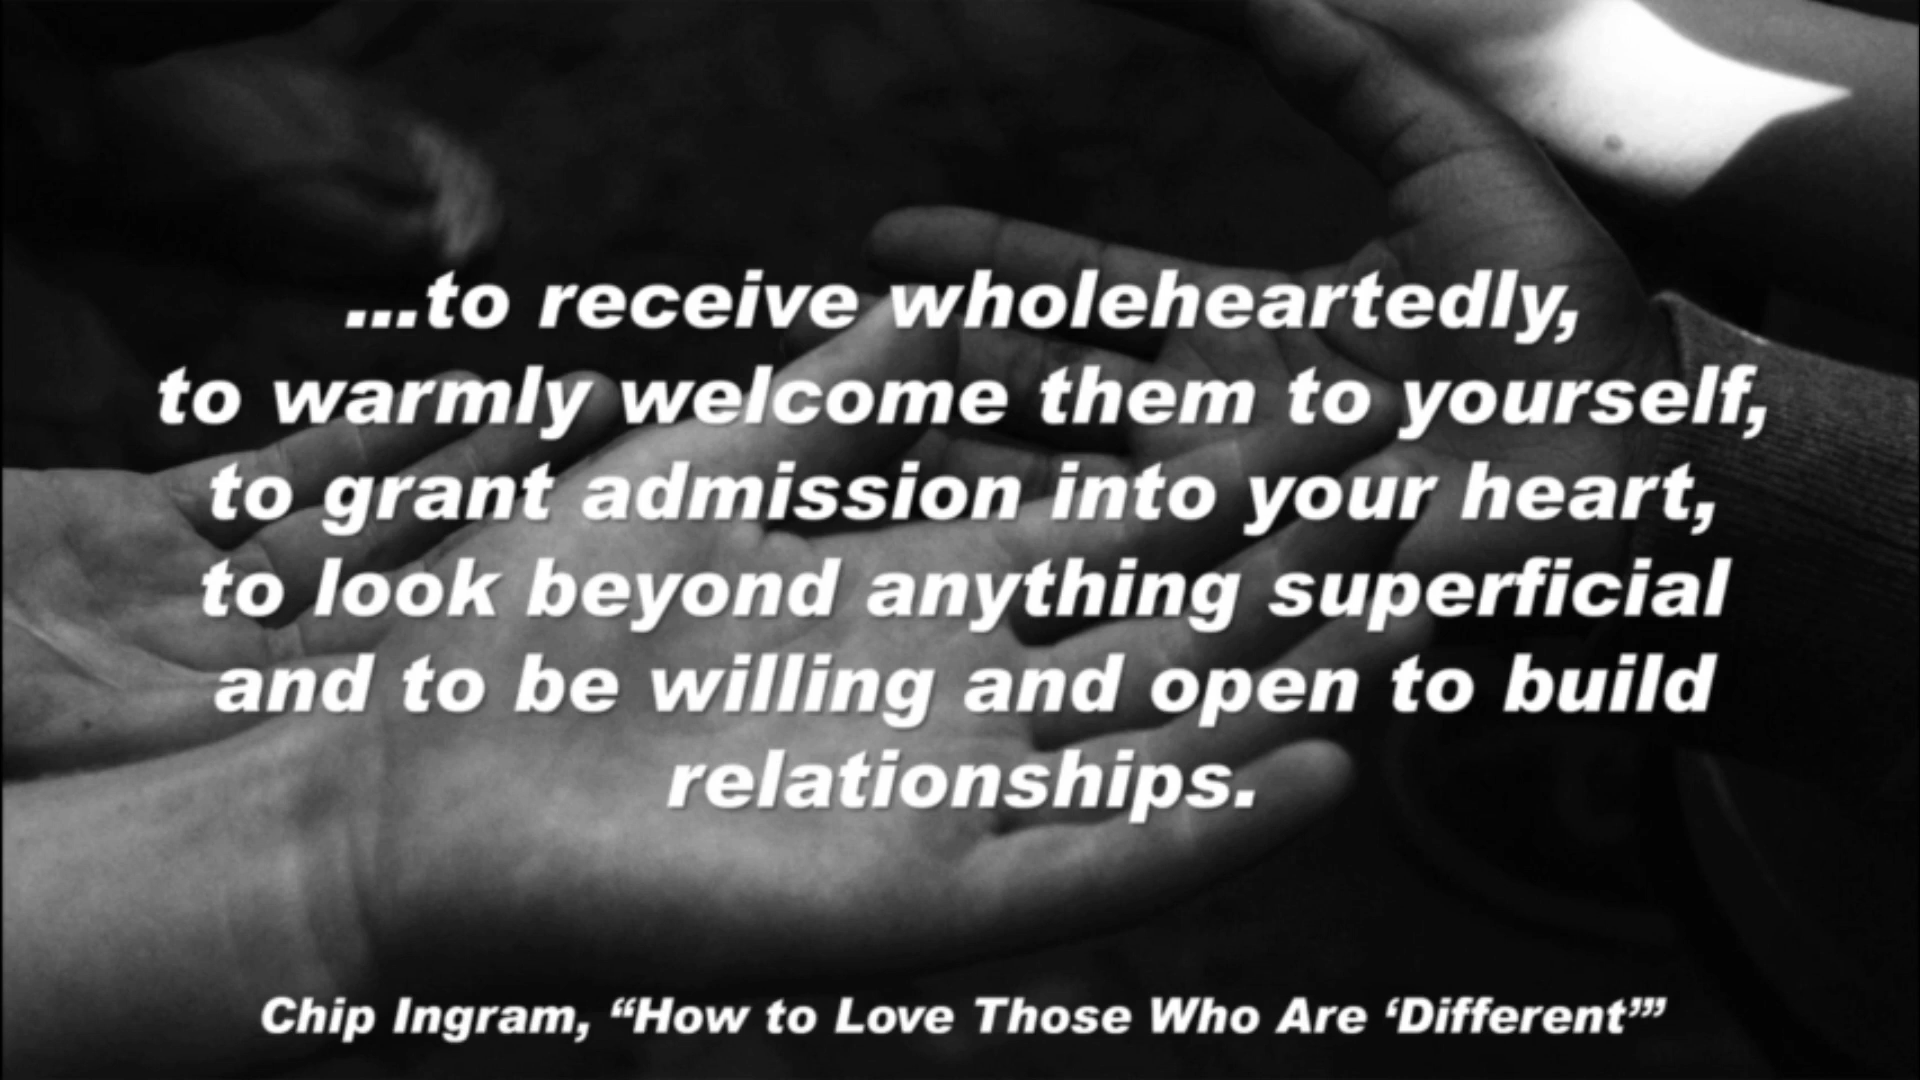 ...to receive wholeheartedly,
to warmly welcome them to yourself,
to grant admission into your heart,
to look beyond anything superficial
and to be willing and open to build
relationships.
Chip Ingram, “How to Love Those Who Are ‘Different’”